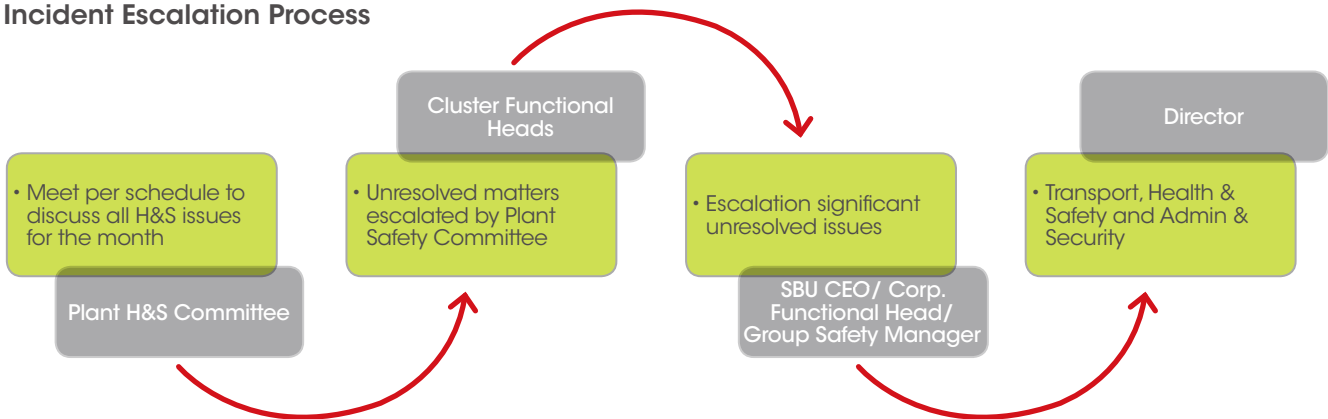 Incident Escalation Process
• Meet per schedule to
discuss all H&S issues
for the month
Plant H&S Committee
Cluster Functional
Heads
• Unresolved matters
escalated by Plant
Safety Committee
• Escalation significant
unresolved issues
SBU CEO/ Corp.
Functional Head/
Group Safety Manager
Director
• Transport, Health &
Safety and Admin &
Security